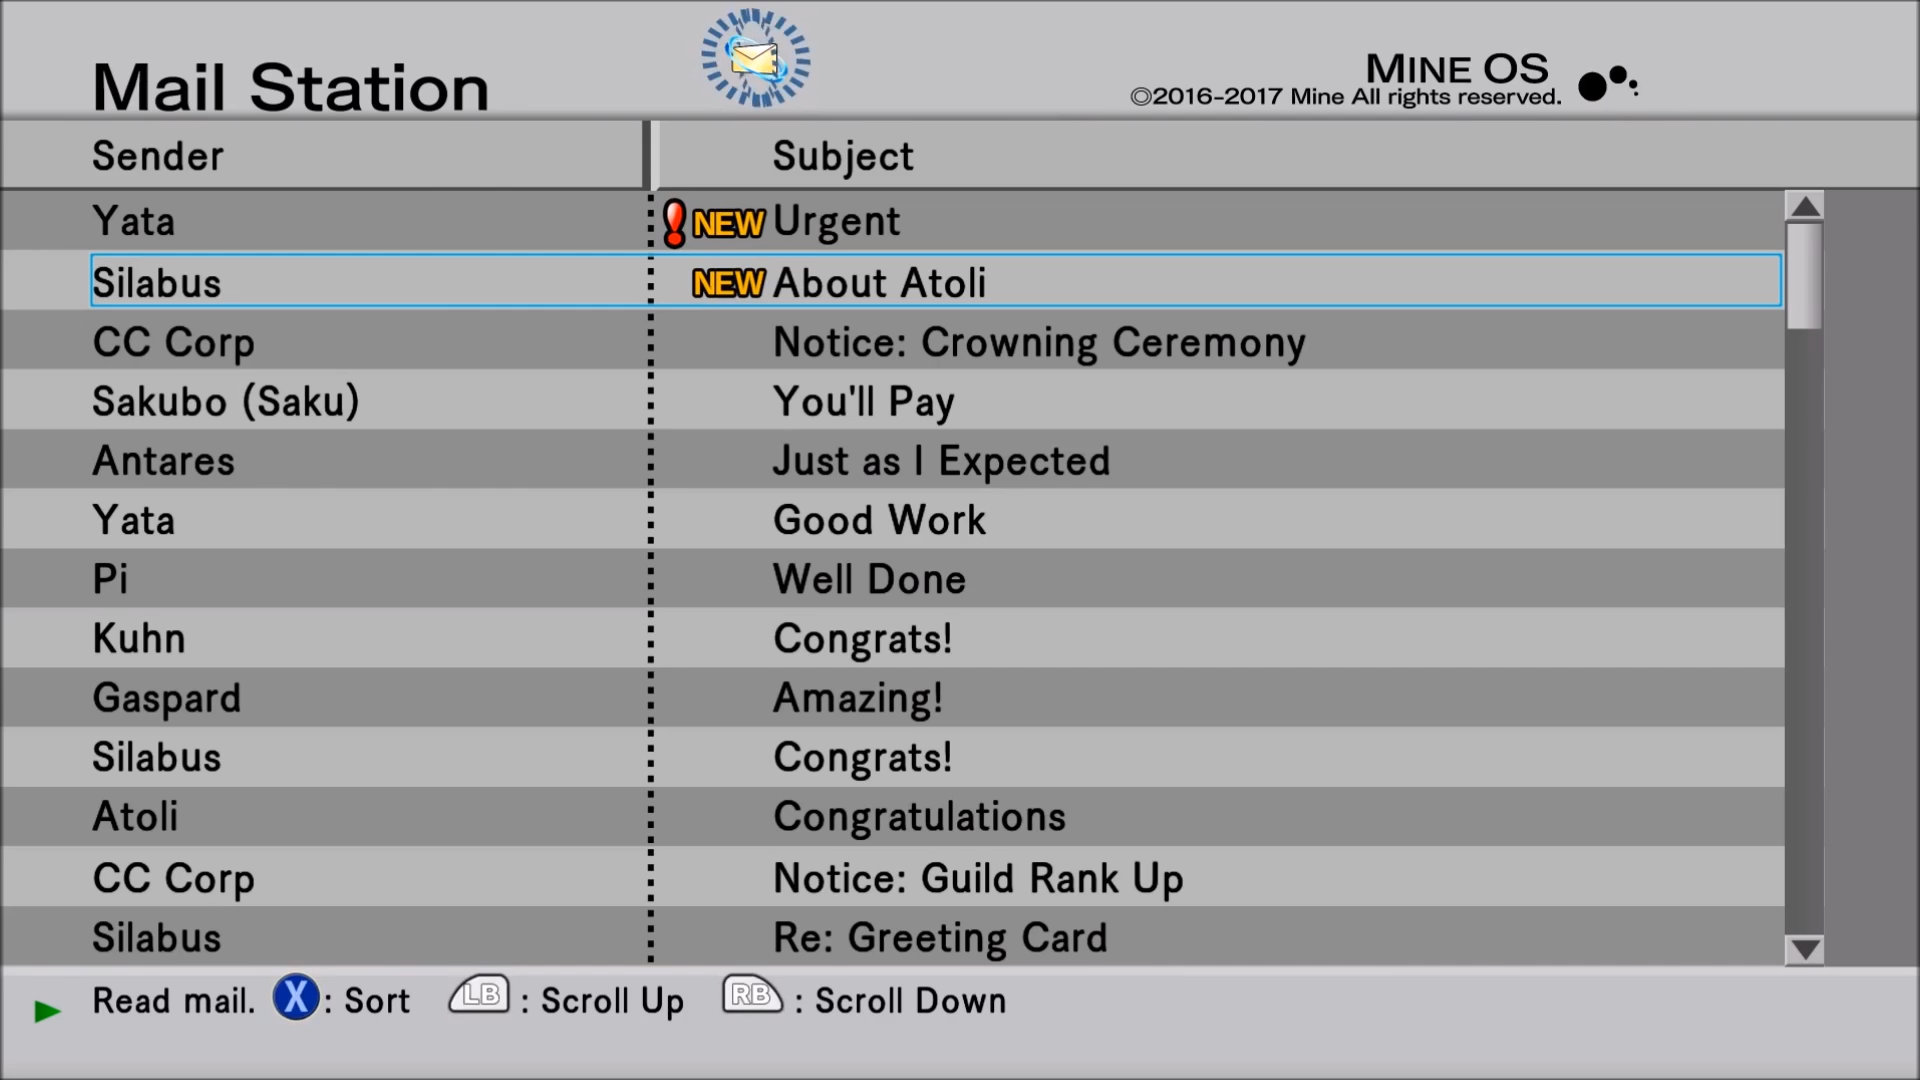 Mail Station
MINE OS
©2016-2017 Mine All rights reserved.
Sender Subject
Yata NEW Urgent
Silabus NEW About Atoli
CC Corp Notice: Crowning Ceremony
Sakubo (Saku) You'll Pay
Antares Just as I Expected
Yata Good Work
Pi Well Done
Kuhn Congrats!
Gaspard Amazing!
Silabus Congrats!
Atoli Congratulations
CC Corp Notice: Guild Rank Up
Silabus Re: Greeting Card
Read mail. X: Sort LB: Scroll Up RB: Scroll Down